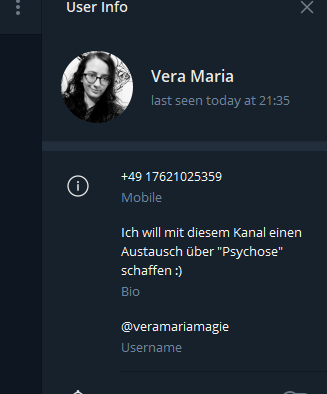 User Info
Vera Maria
last seen today at 21:35
+49 17621025359
Mobile
Ich will mit diesem Kanal einen
Austausch über "Psychose"
schaffen :)
Bio
@veramariamagie
Username